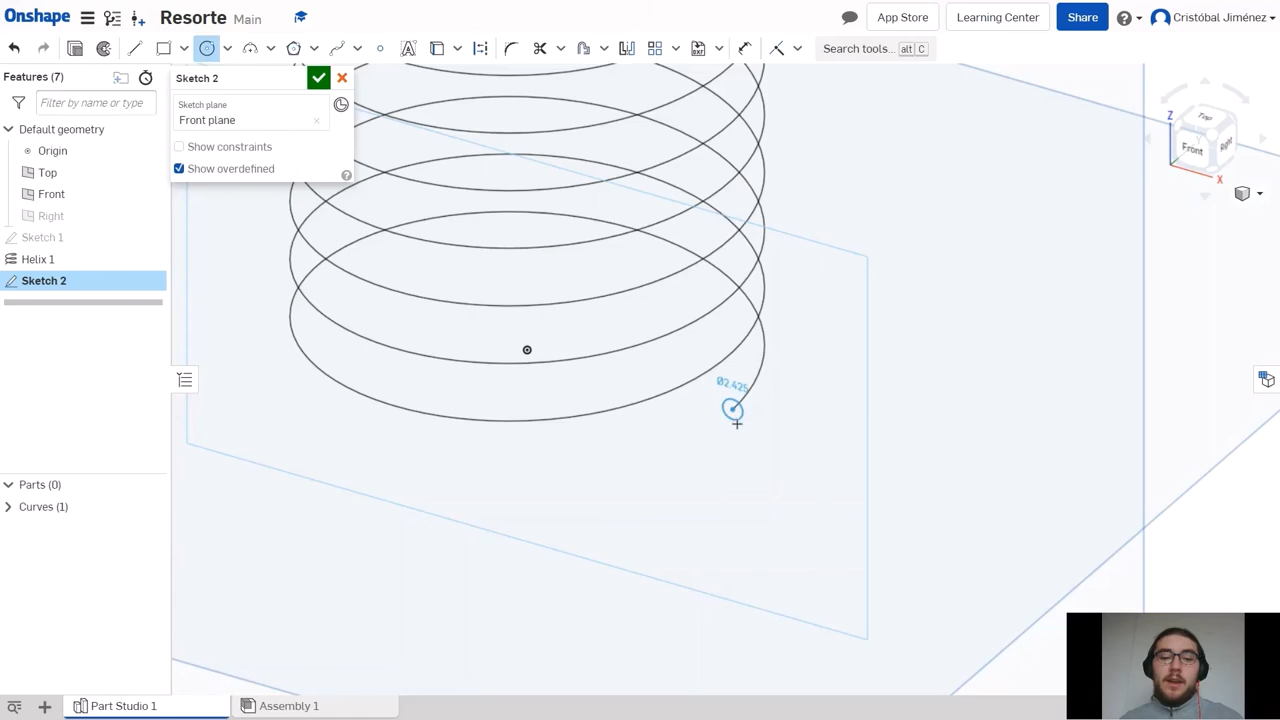 Onshape
Resorte Main
App Store
Learning Center
Share
Cristóbal Jiménez
Search tools... alt C
Features (7)
Filter by name or type
Default geometry
Origin
Top
Front
Right
Sketch 1
Helix 1
Sketch 2
Sketch 2
Sketch plane
Front plane
Show constraints
Show overdefined
Ø2.425
Z
Top
Front
Right
X
Parts (0)
Curves (1)
Part Studio 1
Assembly 1